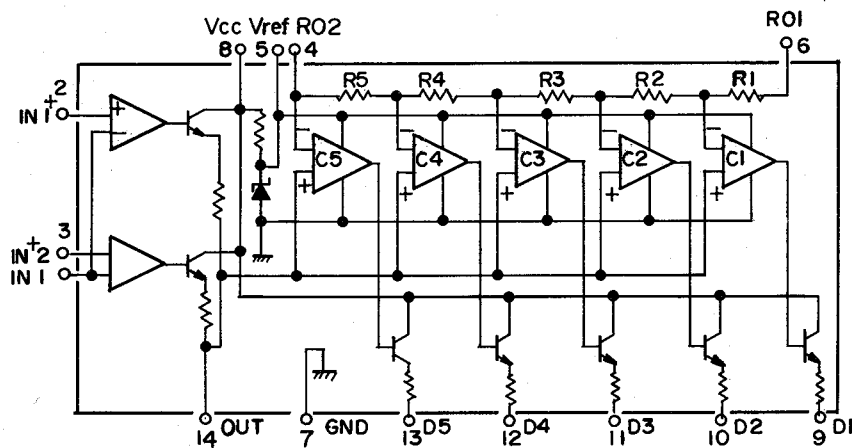 Vcc Vref RO2
8 5 4
RO1
6
R5 R4 R3 R2 R1
+ 2
IN 1
+
−
− − − − −
C5 C4 C3 C2 C1
+ + + + +
+ 3
IN 2
IN 1
14 OUT
7 GND
13 D5
12 D4
11 D3
10 D2
9 D1